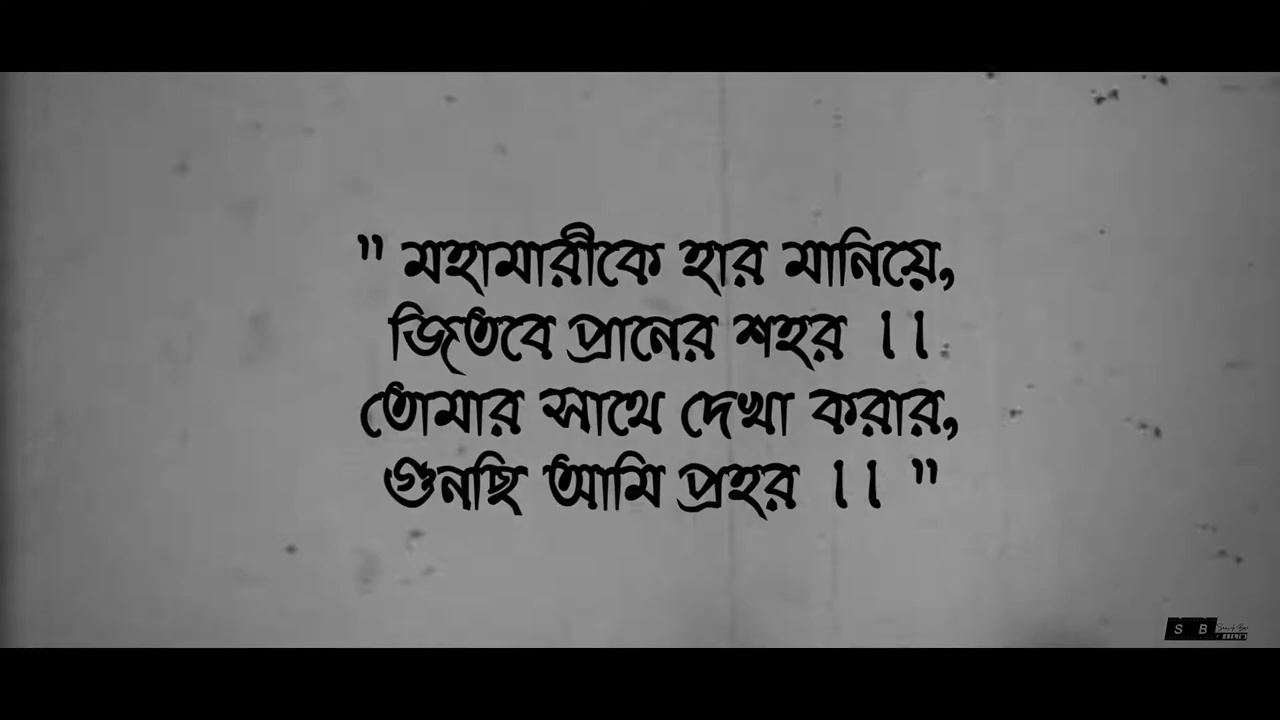 " মহামারীকে হার মানিয়ে,
জিতবে প্রানের শহর ।।
তোমার সাথে দেখা করার,
গুনছি আমি প্রহর ।। "
S B